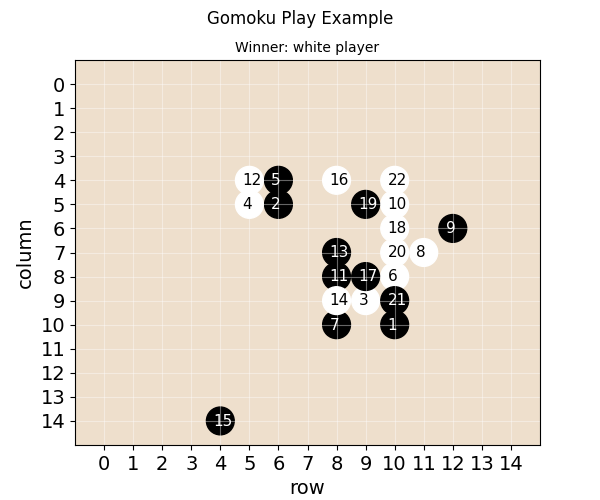 Gomoku Play Example
Winner: white player
column
0
1
2
3
4 12 5 16 22
5 4 2 19 10
6 18 9
7 13 20 8
8 11 17 6
9 14 3 21
10 7 1
11
12
13
14 15
0 1 2 3 4 5 6 7 8 9 10 11 12 13 14
row